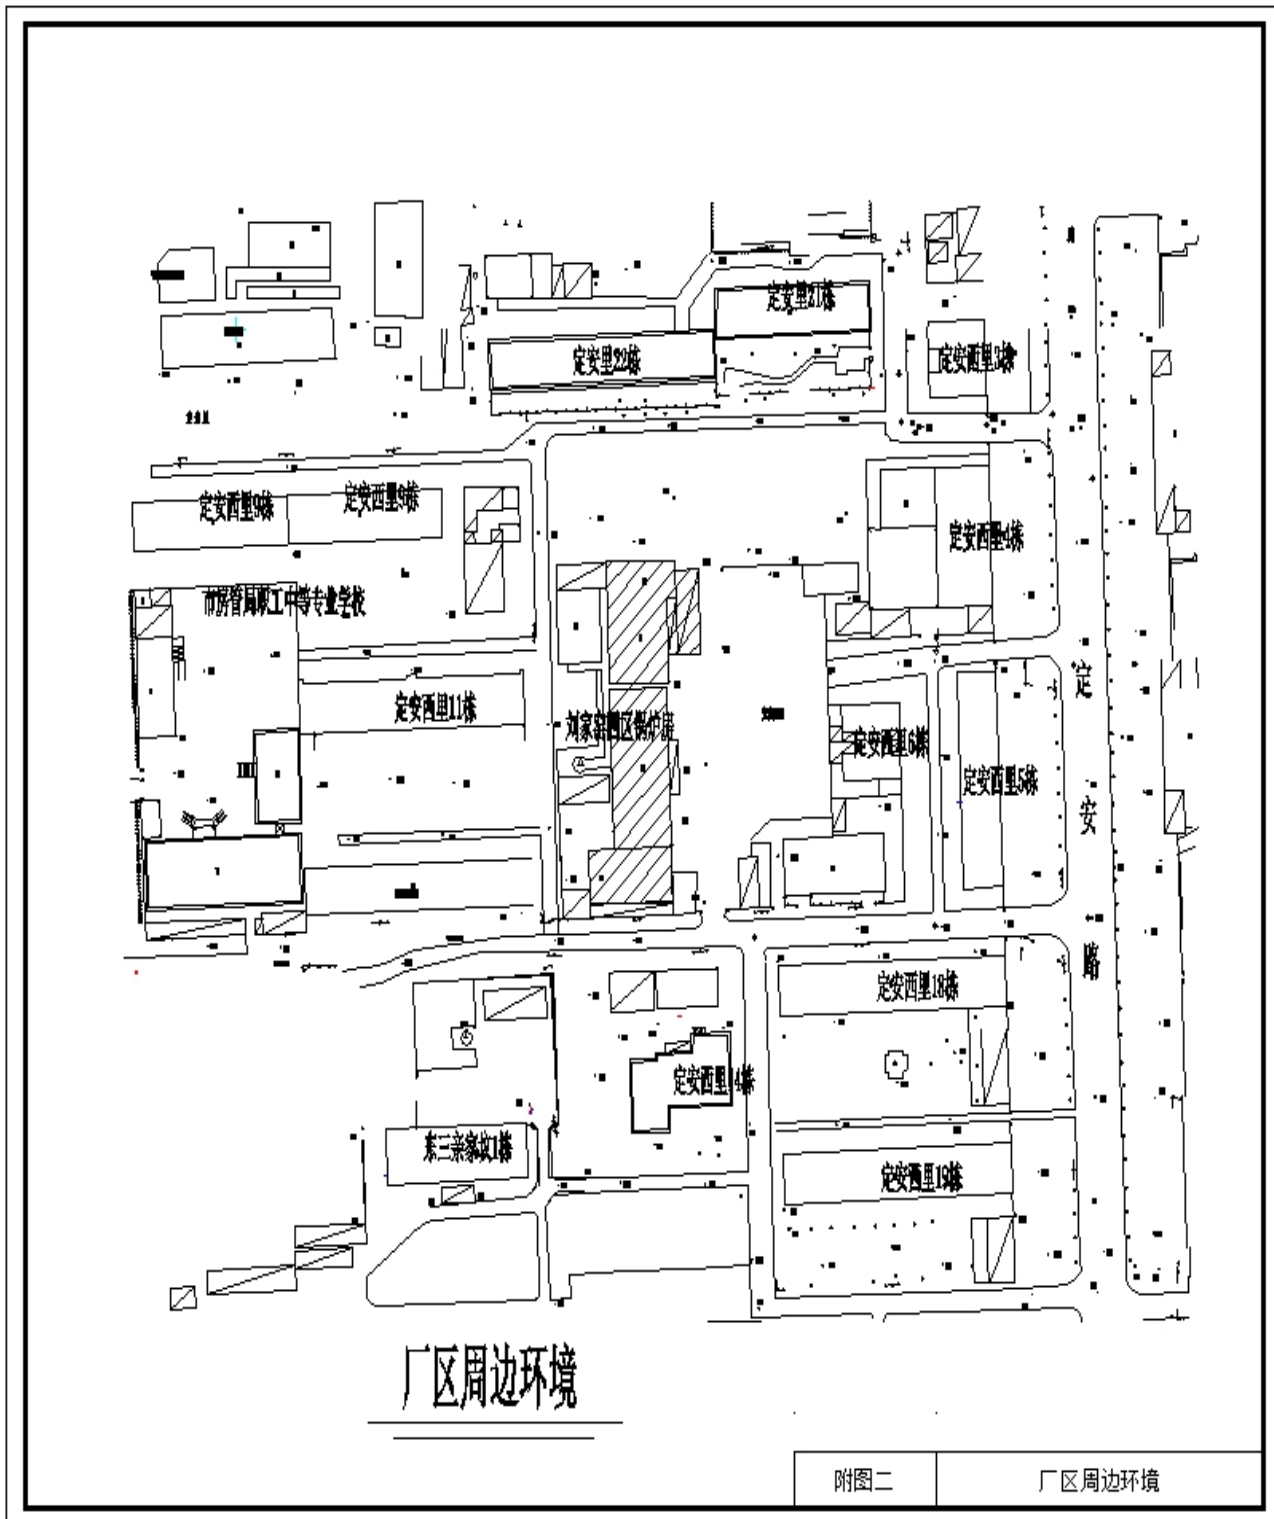 定安里21栋
定安里22栋
定安西里3栋
定安西里9栋
定安西里9栋
定安西里4栋
市房管局职工中等专业学校
定安西里11栋
刘家窑四区锅炉房
定安西里6栋
定安西里5栋
定安路
定安西里18栋
定安西里14栋
东三亲家坟1栋
定安西里19栋
厂区周边环境
附图二
厂区周边环境